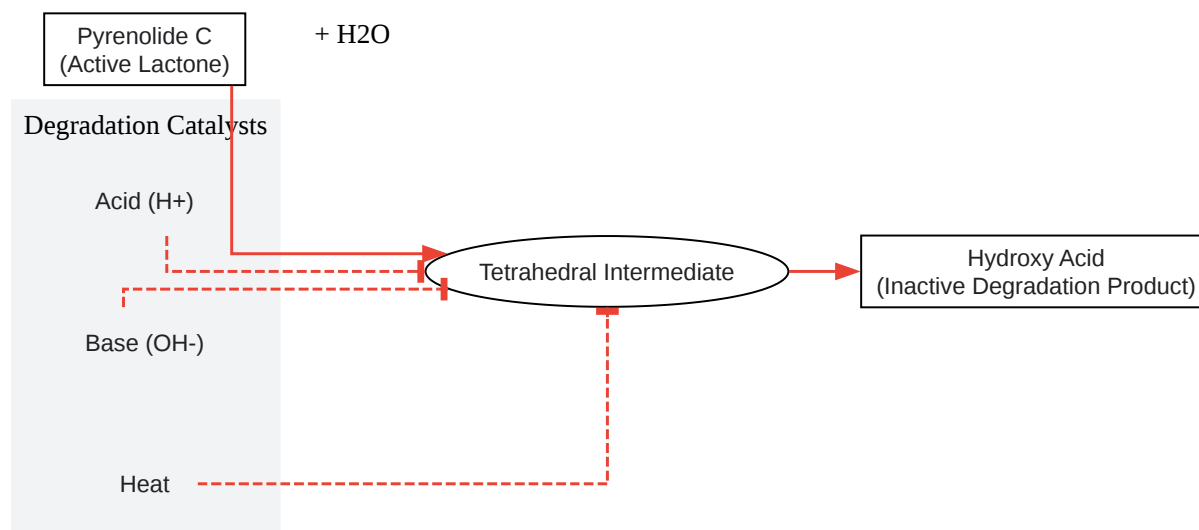 Pyrenolide C
(Active Lactone)
+ H2O
Degradation Catalysts
Acid (H+)
Tetrahedral Intermediate
Hydroxy Acid
(Inactive Degradation Product)
Base (OH-)
Heat